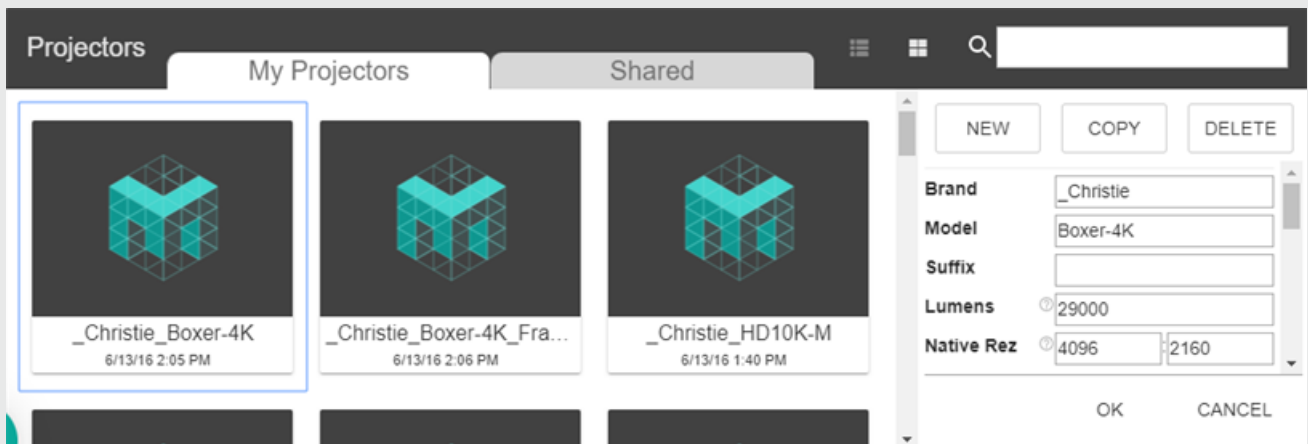 Projectors
My Projectors
Shared
_Christie_Boxer-4K
6/13/16 2:05 PM
_Christie_Boxer-4K_Fra...
6/13/16 2:06 PM
_Christie_HD10K-M
6/13/16 1:40 PM
NEW COPY DELETE
Brand _Christie
Model Boxer-4K
Suffix
Lumens ? 29000
Native Rez ? 4096 : 2160
OK CANCEL